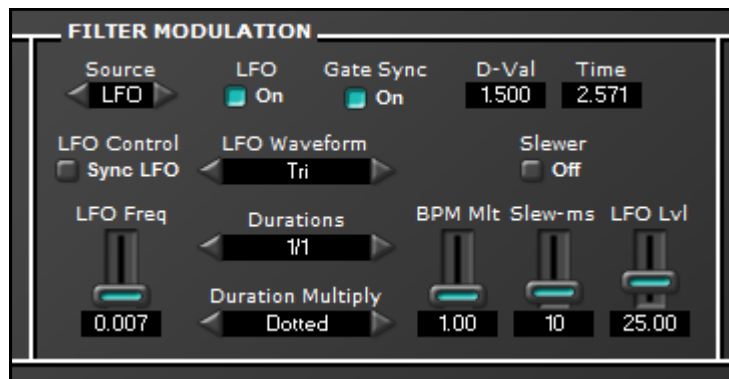 FILTER MODULATION
Source LFO Gate Sync D-Val Time
LFO On On 1.500 2.571
LFO Control LFO Waveform Slewer
Sync LFO Tri Off
LFO Freq Durations BPM Mlt Slew-ms LFO Lvl
1/1
Duration Multiply
0.007 Dotted 1.00 10 25.00